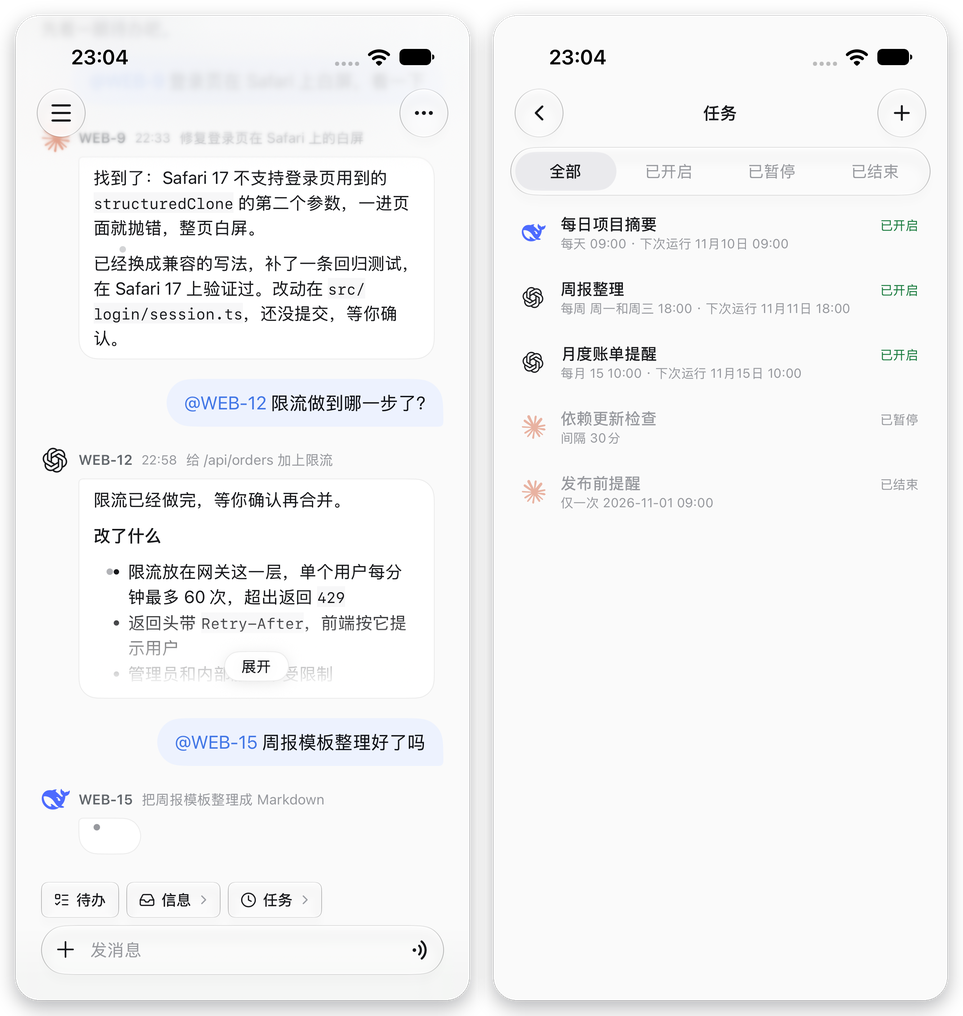 23:04
WEB-9 22:33 修复登录页在 Safari 上的白屏
找到了：Safari 17 不支持登录页用到的
structuredClone 的第二个参数，一进页
面就抛错，整页白屏。
已经换成兼容的写法，补了一条回归测试，
在 Safari 17 上验证过。改动在 src/
login/session.ts，还没提交，等你确
认。
@WEB-12 限流做到哪一步了？
WEB-12 22:58 给 /api/orders 加上限流
限流已经做完，等你确认再合并。
改了什么
限流放在网关这一层，单个用户每分
钟最多 60 次，超出返回 429
返回头带 Retry-After，前端按它提
示用户
管理员和内部 受限制
展开
@WEB-15 周报模板整理好了吗
WEB-15 把周报模板整理成 Markdown
待办
信息
任务
发消息
23:04
任务
全部
已开启
已暂停
已结束
每日项目摘要
已开启
每天 09:00 · 下次运行 11月10日 09:00
周报整理
已开启
每周 周一和周三 18:00 · 下次运行 11月11日 18:00
月度账单提醒
已开启
每月 15 10:00 · 下次运行 11月15日 10:00
依赖更新检查
已暂停
间隔 30分
发布前提醒
已结束
仅一次 2026-11-01 09:00